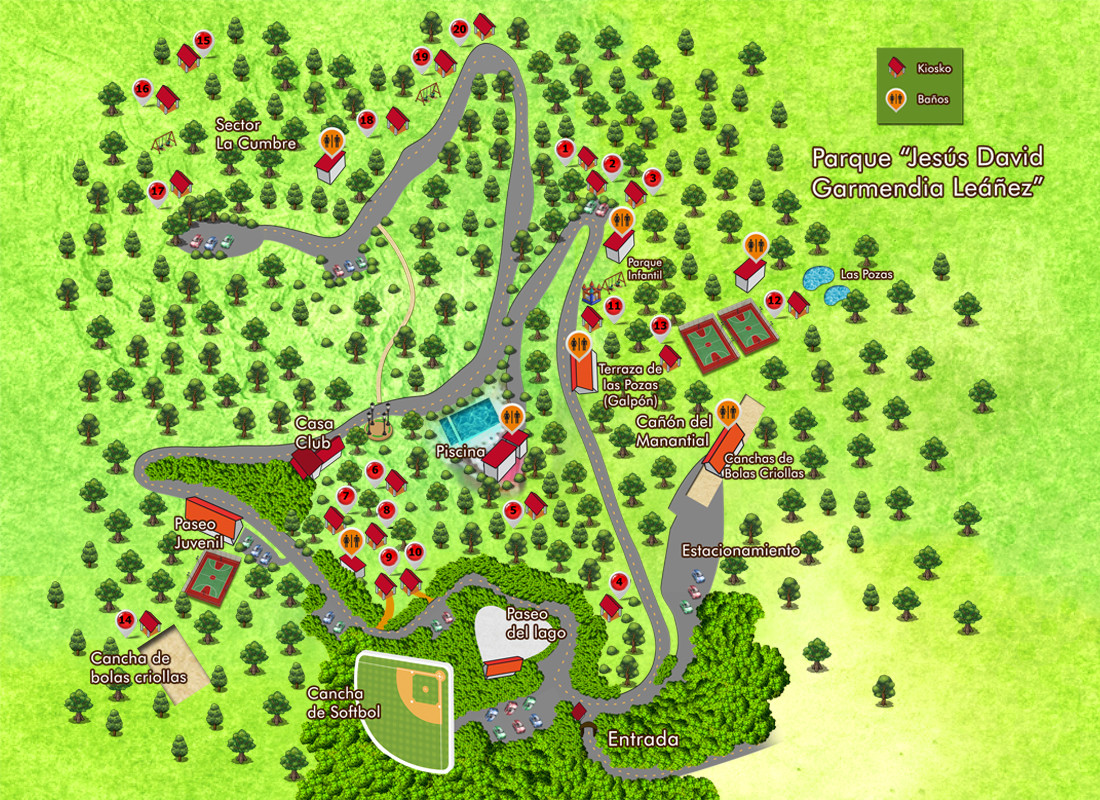 20
15
19
16
18
Sector
La Cumbre
17
Kiosko
Baños
Parque "Jesús David
Garmendia Leáñez"
1
2
3
Parque
Infantil
Las Pozas
11
12
13
Terraza de
las Pozas
(Galpón)
Casa
Club
Piscina
Cañón del
Manantial
Canchas de
Bolas Criollas
6
7
8
5
9
10
Paseo
Juvenil
Estacionamiento
4
14
Paseo
del lago
Cancha de
bolas criollas
Cancha
de Softbol
Entrada